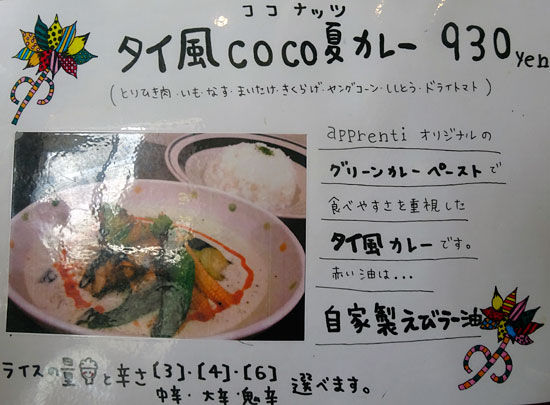 ココナッツ
タイ風coco夏カレー 930yen
(とりひき肉・いも・なす・まいたけ・きくらげ・ヤングコーン・ししとう・ドライトマト)
apprenti オリジナルの
グリーンカレーペーストで
食べやすさを重視した
タイ風カレーです。
赤い油は...
自家製えびラー油
ライスの量と辛さ[3]・[4]・[6]
中辛・大辛・鬼辛 選べます。